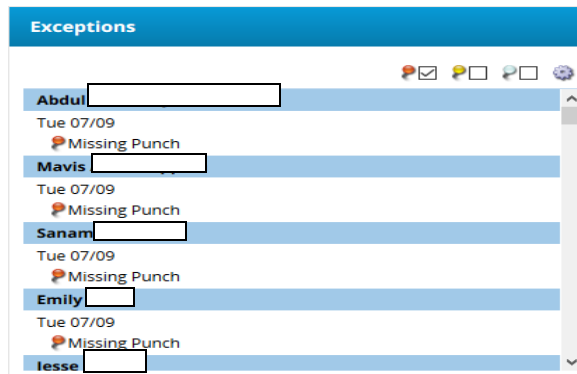 Exceptions
Abdul
Tue 07/09
Missing Punch
Mavis
Tue 07/09
Missing Punch
Sanam
Tue 07/09
Missing Punch
Emily
Tue 07/09
Missing Punch
Jesse